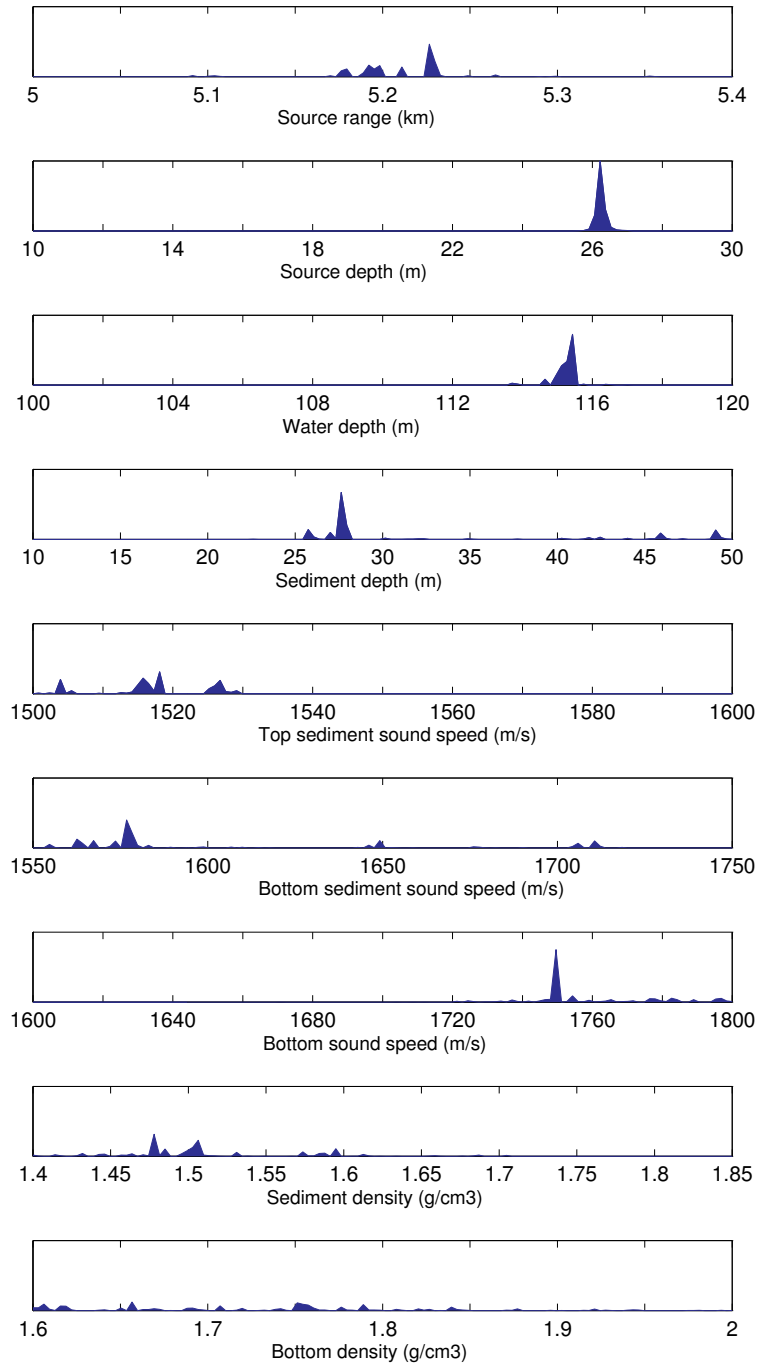 5 5.1 5.2 5.3 5.4
Source range (km)
10 14 18 22 26 30
Source depth (m)
100 104 108 112 116 120
Water depth (m)
10 15 20 25 30 35 40 45 50
Sediment depth (m)
1500 1520 1540 1560 1580 1600
Top sediment sound speed (m/s)
1550 1600 1650 1700 1750
Bottom sediment sound speed (m/s)
1600 1640 1680 1720 1760 1800
Bottom sound speed (m/s)
1.4 1.45 1.5 1.55 1.6 1.65 1.7 1.75 1.8 1.85
Sediment density (g/cm3)
1.6 1.7 1.8 1.9 2
Bottom density (g/cm3)